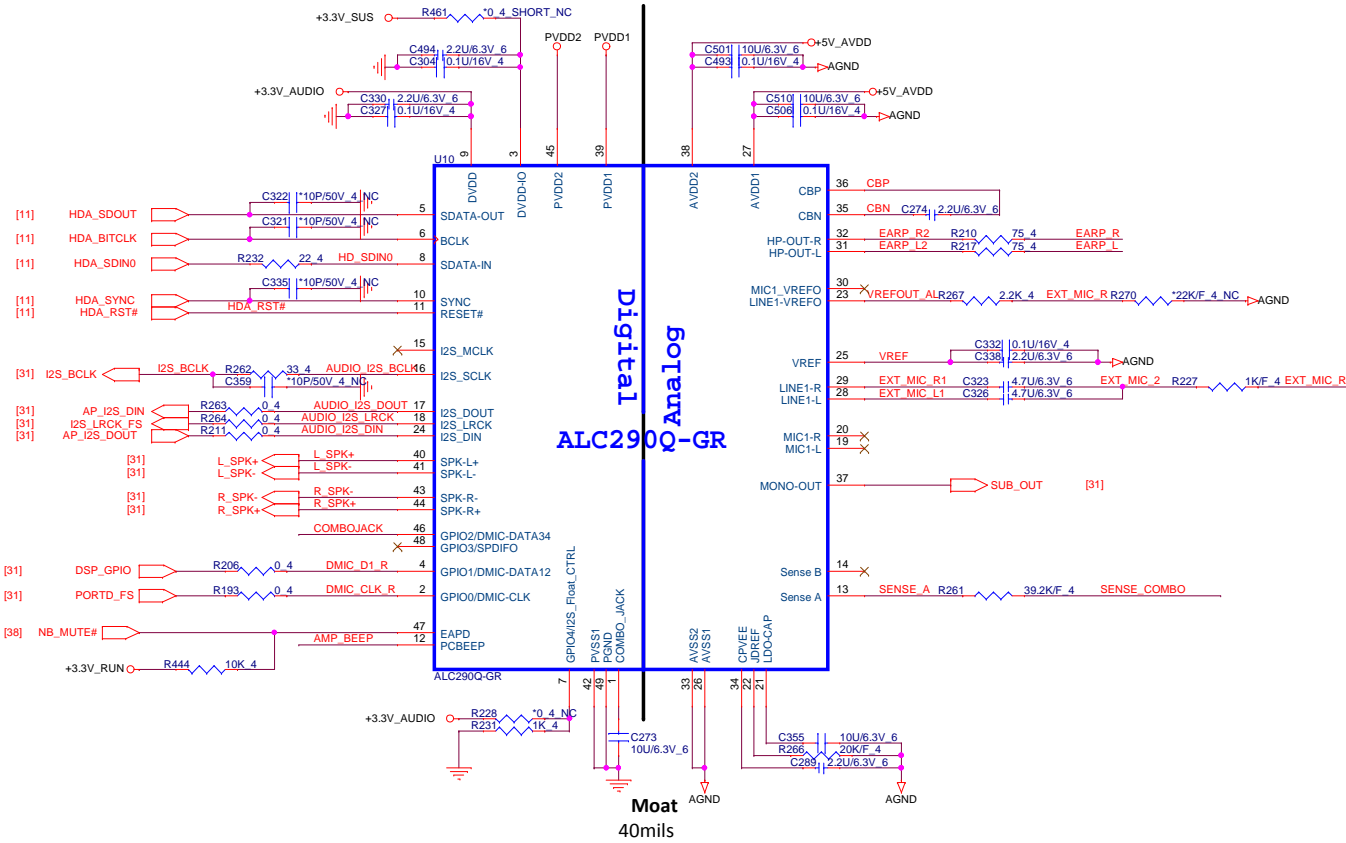 +3.3V_SUS
R461 *0_4_SHORT_NC
C494 2.2U/6.3V_6
C304 0.1U/16V_4
PVDD2 PVDD1
+3.3V_AUDIO
C330 2.2U/6.3V_6
C327 0.1U/16V_4
C501 10U/6.3V_6
C493 0.1U/16V_4
+5V_AVDD
AGND
C510 10U/6.3V_6
C506 0.1U/16V_4
+5V_AVDD
AGND
9 3 45 39 38 27
U10
DVDD DVDD-IO PVDD2 PVDD1 AVDD2 AVDD1
C322 *10P/50V_4_NC
[11] HDA_SDOUT 5 SDATA-OUT
C321 *10P/50V_4_NC
[11] HDA_BITCLK 6 BCLK
[11] HDA_SDIN0 R232 22_4 HD_SDIN0 8 SDATA-IN
C335 *10P/50V_4_NC
[11] HDA_SYNC 10 SYNC
[11] HDA_RST# HDA_RST# 11 RESET#
15 I2S_MCLK
[31] I2S_BCLK I2S_BCLK R262 33_4 AUDIO_I2S_BCLK 16 I2S_SCLK
C359 *10P/50V_4_NC
[31] AP_I2S_DIN R263 0_4 AUDIO_I2S_DOUT 17 I2S_DOUT
[31] I2S_LRCK_FS R264 0_4 AUDIO_I2S_LRCK 18 I2S_LRCK
[31] AP_I2S_DOUT R211 0_4 AUDIO_I2S_DIN 24 I2S_DIN
[31] L_SPK+ L_SPK+ 40 SPK-L+
[31] L_SPK- L_SPK- 41 SPK-L-
[31] R_SPK- R_SPK- 43 SPK-R-
[31] R_SPK+ R_SPK+ 44 SPK-R+
COMBOJACK 46 GPIO2/DMIC-DATA34
48 GPIO3/SPDIFO
[31] DSP_GPIO R206 0_4 DMIC_D1_R 4 GPIO1/DMIC-DATA12
[31] PORTD_FS R193 0_4 DMIC_CLK_R 2 GPIO0/DMIC-CLK
[38] NB_MUTE# 47 EAPD
AMP_BEEP 12 PCBEEP
+3.3V_RUN R444 10K_4
Digital
Analog
ALC290Q-GR
CBP 36 CBP
CBN 35 CBN C274 2.2U/6.3V_6
HP-OUT-R 32 EARP_R2 R210 75_4 EARP_R
HP-OUT-L 31 EARP_L2 R217 75_4 EARP_L
MIC1_VREFO 30
LINE1-VREFO 23 VREFOUT_AL R267 2.2K_4 EXT_MIC_R R270 *22K/F_4_NC AGND
C332 0.1U/16V_4
VREF 25 VREF C338 2.2U/6.3V_6 AGND
LINE1-R 29 EXT_MIC_R1 C323 4.7U/6.3V_6 EXT_MIC_2 R227 1K/F_4 EXT_MIC_R
LINE1-L 28 EXT_MIC_L1 C326 4.7U/6.3V_6
MIC1-R 20
MIC1-L 19
MONO-OUT 37 SUB_OUT [31]
Sense B 14
Sense A 13 SENSE_A R261 39.2K/F_4 SENSE_COMBO
GPIO4/I2S_Float_CTRL PVSS1 PGND COMBO_JACK AVSS2 AVSS1 CPVEE JDREF LDO-CAP
ALC290Q-GR
7 42 49 1 33 26 34 22 21
+3.3V_AUDIO R228 *0_4_NC
R231 1K_4
C273
10U/6.3V_6
C355 10U/6.3V_6
R266 20K/F_4
C289 2.2U/6.3V_6
AGND AGND
Moat
40mils